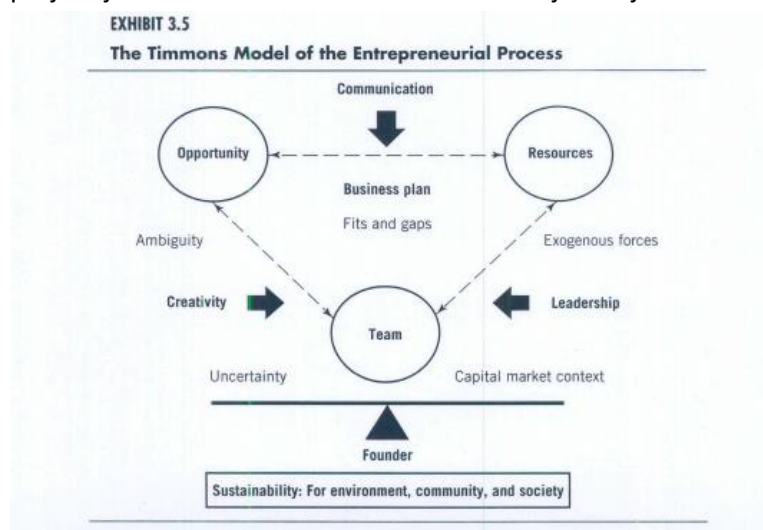 EXHIBIT 3.5
The Timmons Model of the Entrepreneurial Process
Communication
Opportunity
Resources
Business plan
Fits and gaps
Ambiguity
Exogenous forces
Creativity
Leadership
Team
Uncertainty
Capital market context
Founder
Sustainability: For environment, community, and society